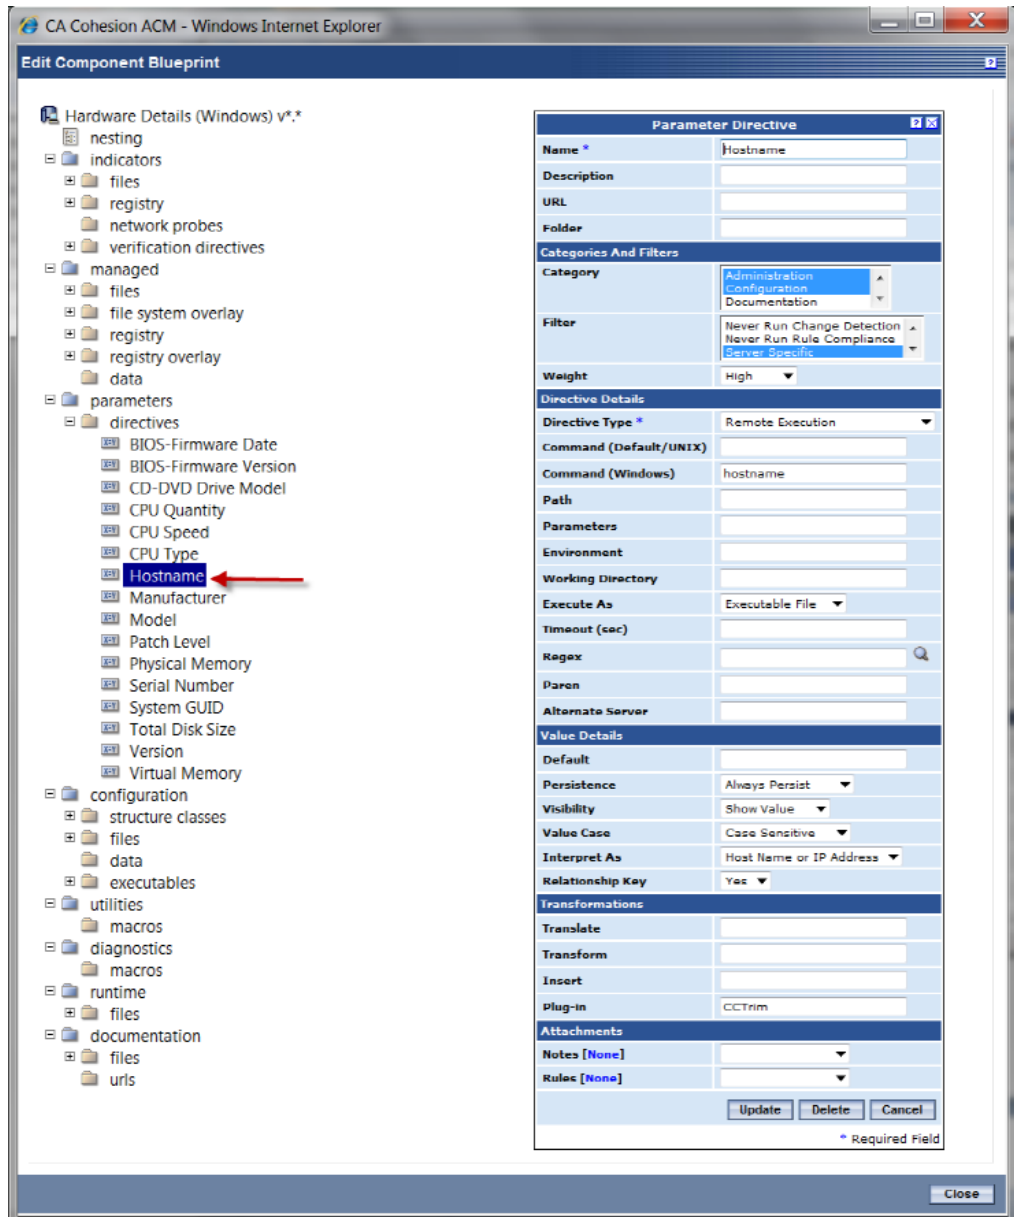 CA Cohesion ACM - Windows Internet Explorer
Edit Component Blueprint
Hardware Details (Windows) v*.*
nesting
indicators
files
registry
network probes
verification directives
managed
files
file system overlay
registry
registry overlay
data
parameters
directives
BIOS-Firmware Date
BIOS-Firmware Version
CD-DVD Drive Model
CPU Quantity
CPU Speed
CPU Type
Hostname
Manufacturer
Model
Patch Level
Physical Memory
Serial Number
System GUID
Total Disk Size
Version
Virtual Memory
configuration
structure classes
files
data
executables
utilities
macros
diagnostics
macros
runtime
files
documentation
files
urls
Parameter Directive
Name * Hostname
Description
URL
Folder
Categories And Filters
Category Administration
Configuration
Documentation
Filter Never Run Change Detection
Never Run Rule Compliance
Server Specific
Weight High
Directive Details
Directive Type * Remote Execution
Command (Default/UNIX)
Command (Windows) hostname
Path
Parameters
Environment
Working Directory
Execute As Executable File
Timeout (sec)
Regex
Paren
Alternate Server
Value Details
Default
Persistence Always Persist
Visibility Show Value
Value Case Case Sensitive
Interpret As Host Name or IP Address
Relationship Key Yes
Transformations
Translate
Transform
Insert
Plug-in CCTrim
Attachments
Notes [None]
Rules [None]
Update Delete Cancel
* Required Field
Close